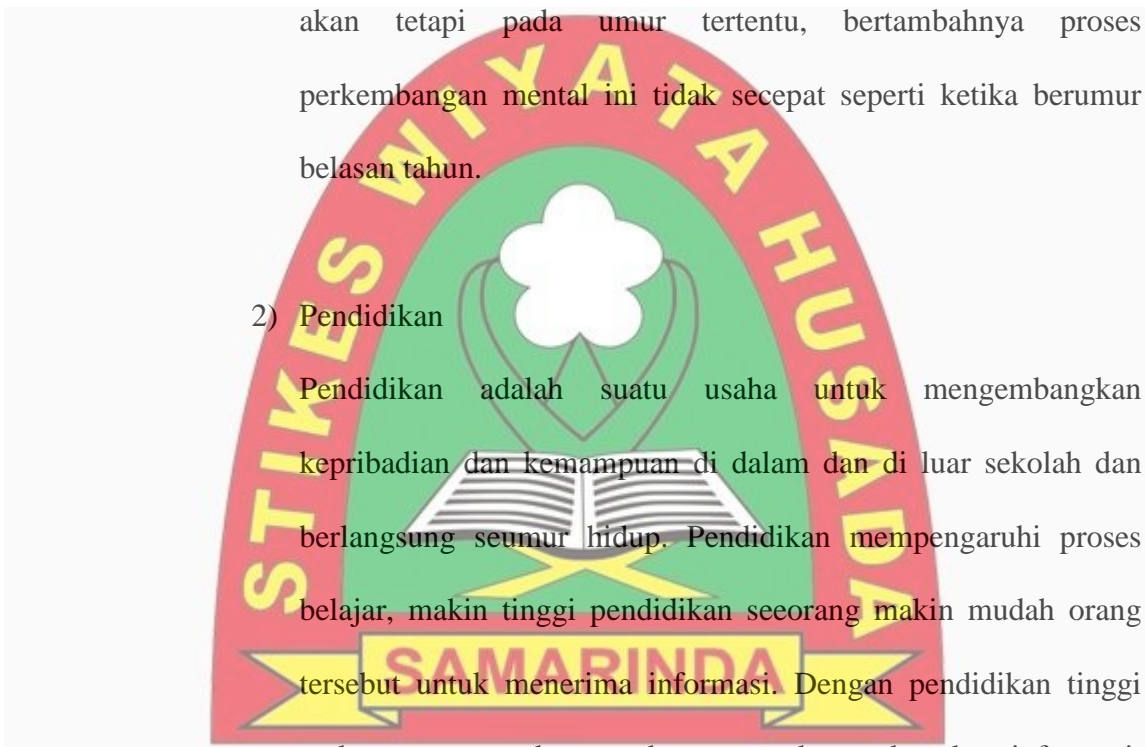 akan tetapi pada umur tertentu, bertambahnya proses
perkembangan mental ini tidak secepat seperti ketika berumur
belasan tahun.
2) Pendidikan
Pendidikan adalah suatu usaha untuk mengembangkan
kepribadian dan kemampuan di dalam dan di luar sekolah dan
berlangsung seumur hidup. Pendidikan mempengaruhi proses
belajar, makin tinggi pendidikan seeorang makin mudah orang
tersebut untuk menerima informasi. Dengan pendidikan tinggi
STIKES WIYATA HUSADA
SAMARINDA